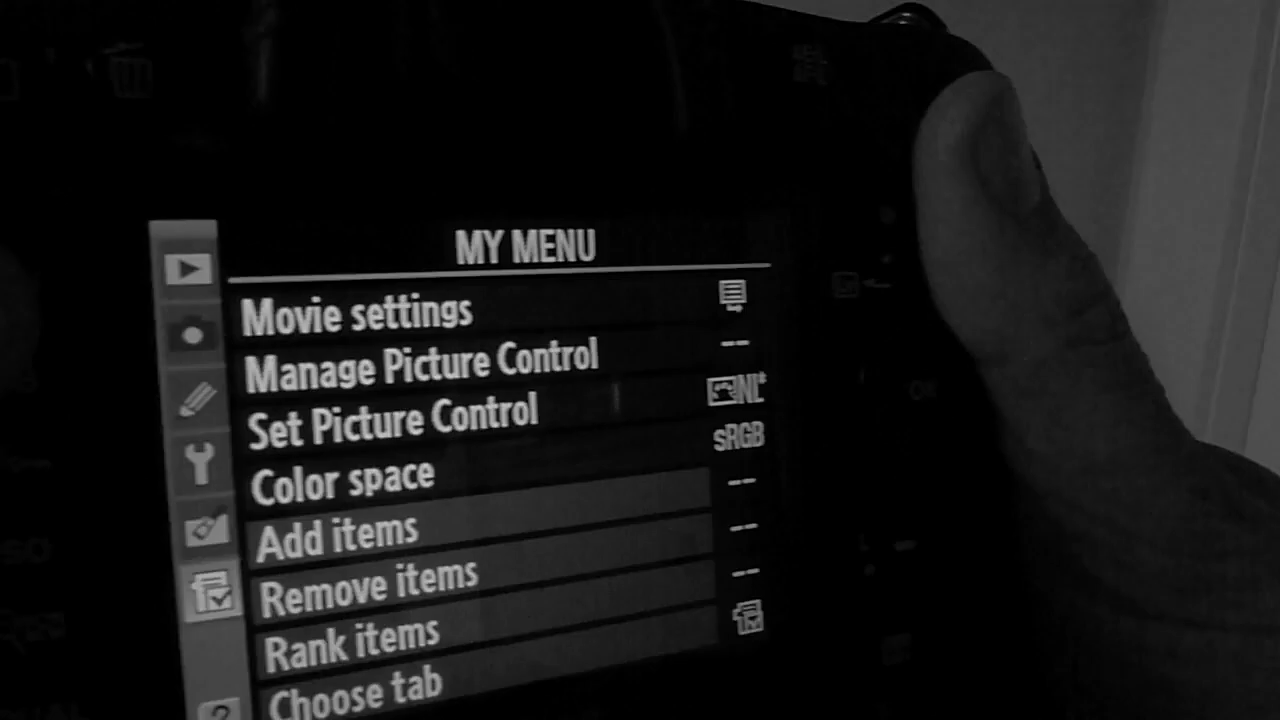 MY MENU
Movie settings
Manage Picture Control --
Set Picture Control NL*
Color space sRGB
Add items --
Remove items --
Rank items --
Choose tab
?